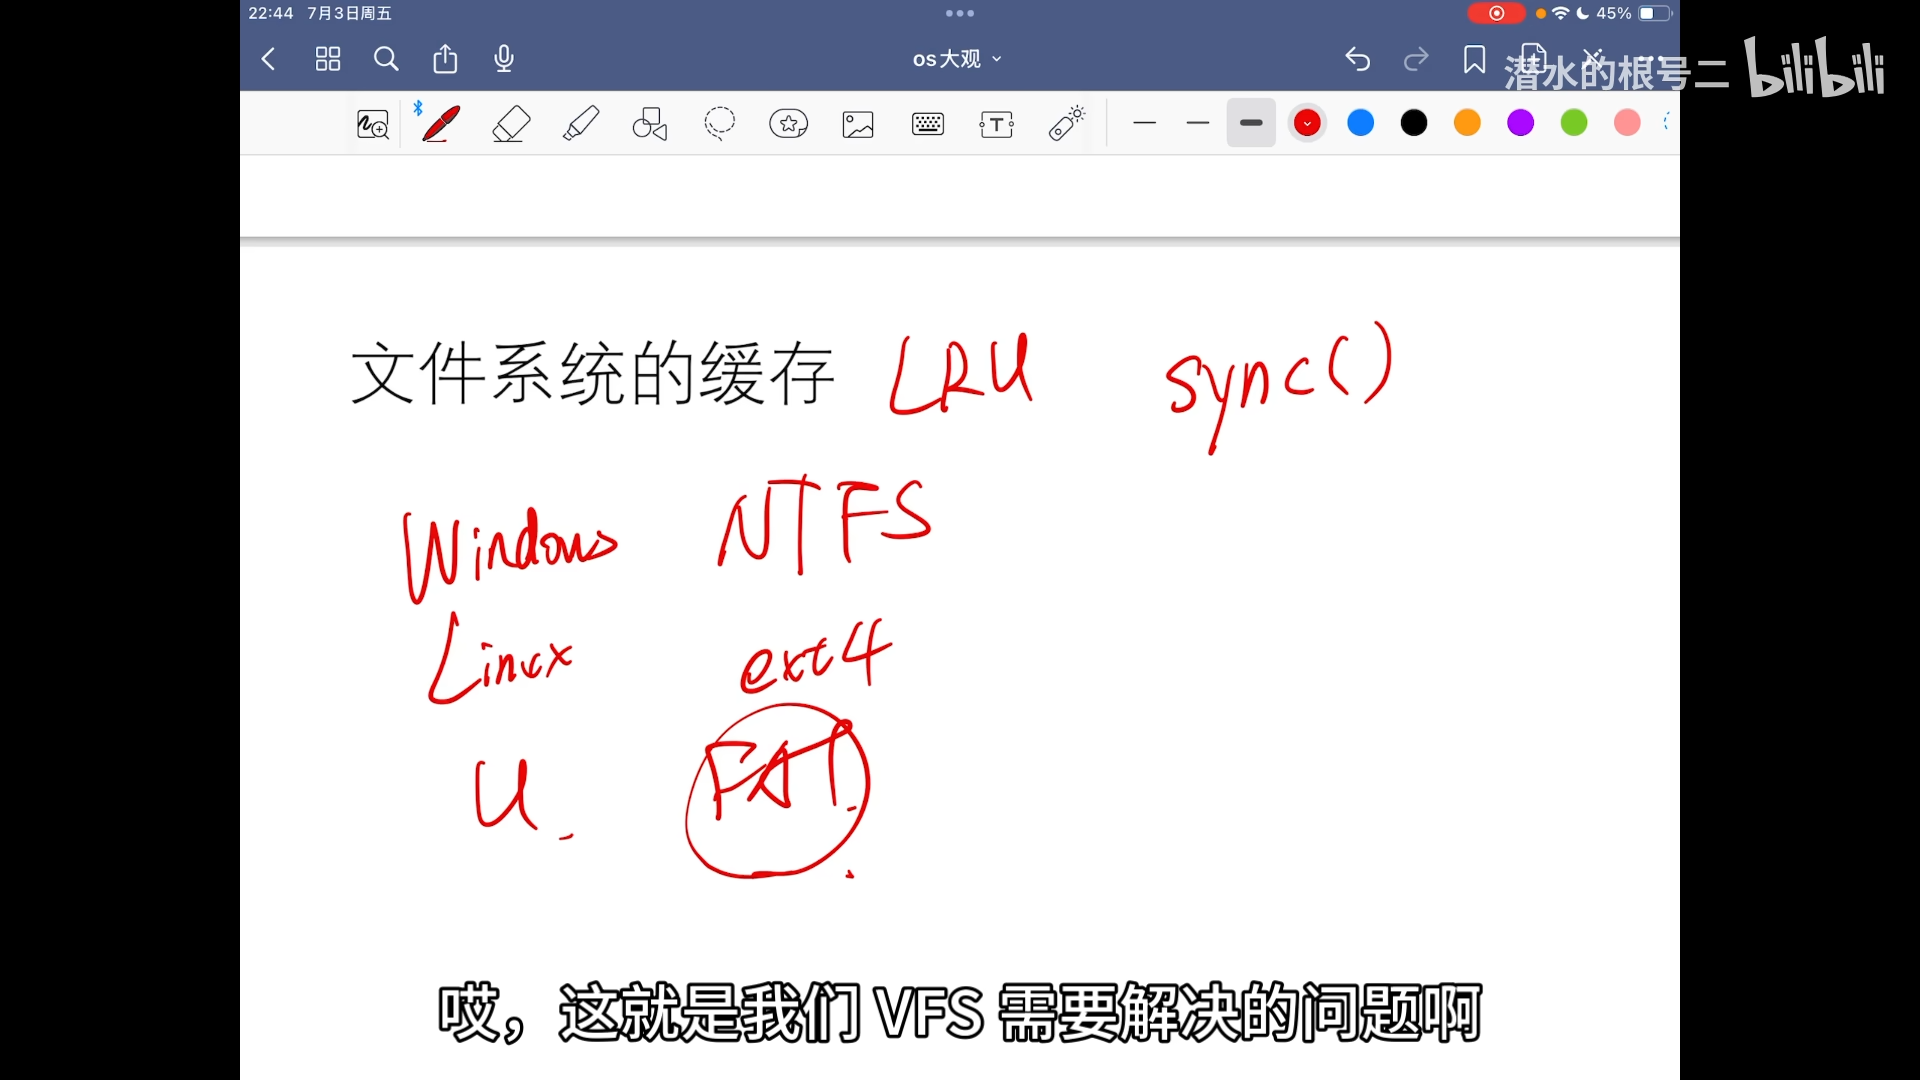 22:44 7月3日周五
45%
os大观
潜水的根号二 bilibili
T
文件系统的缓存 LRU sync()
Windows NTFS
Linux ext4
U FAT
哎，这就是我们 VFS 需要解决的问题啊